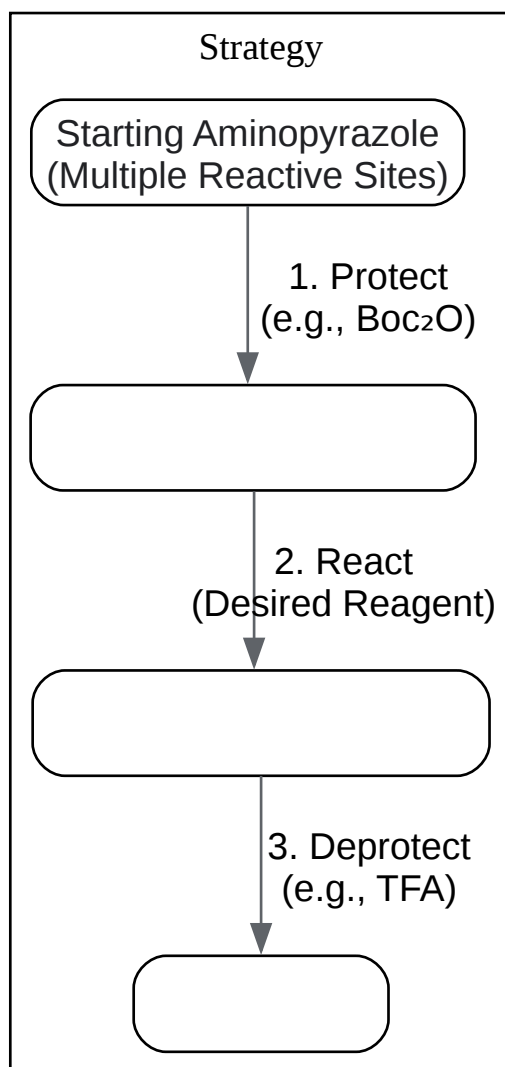 Strategy
Starting Aminopyrazole
(Multiple Reactive Sites)
1. Protect
(e.g., Boc₂O)
2. React
(Desired Reagent)
3. Deprotect
(e.g., TFA)